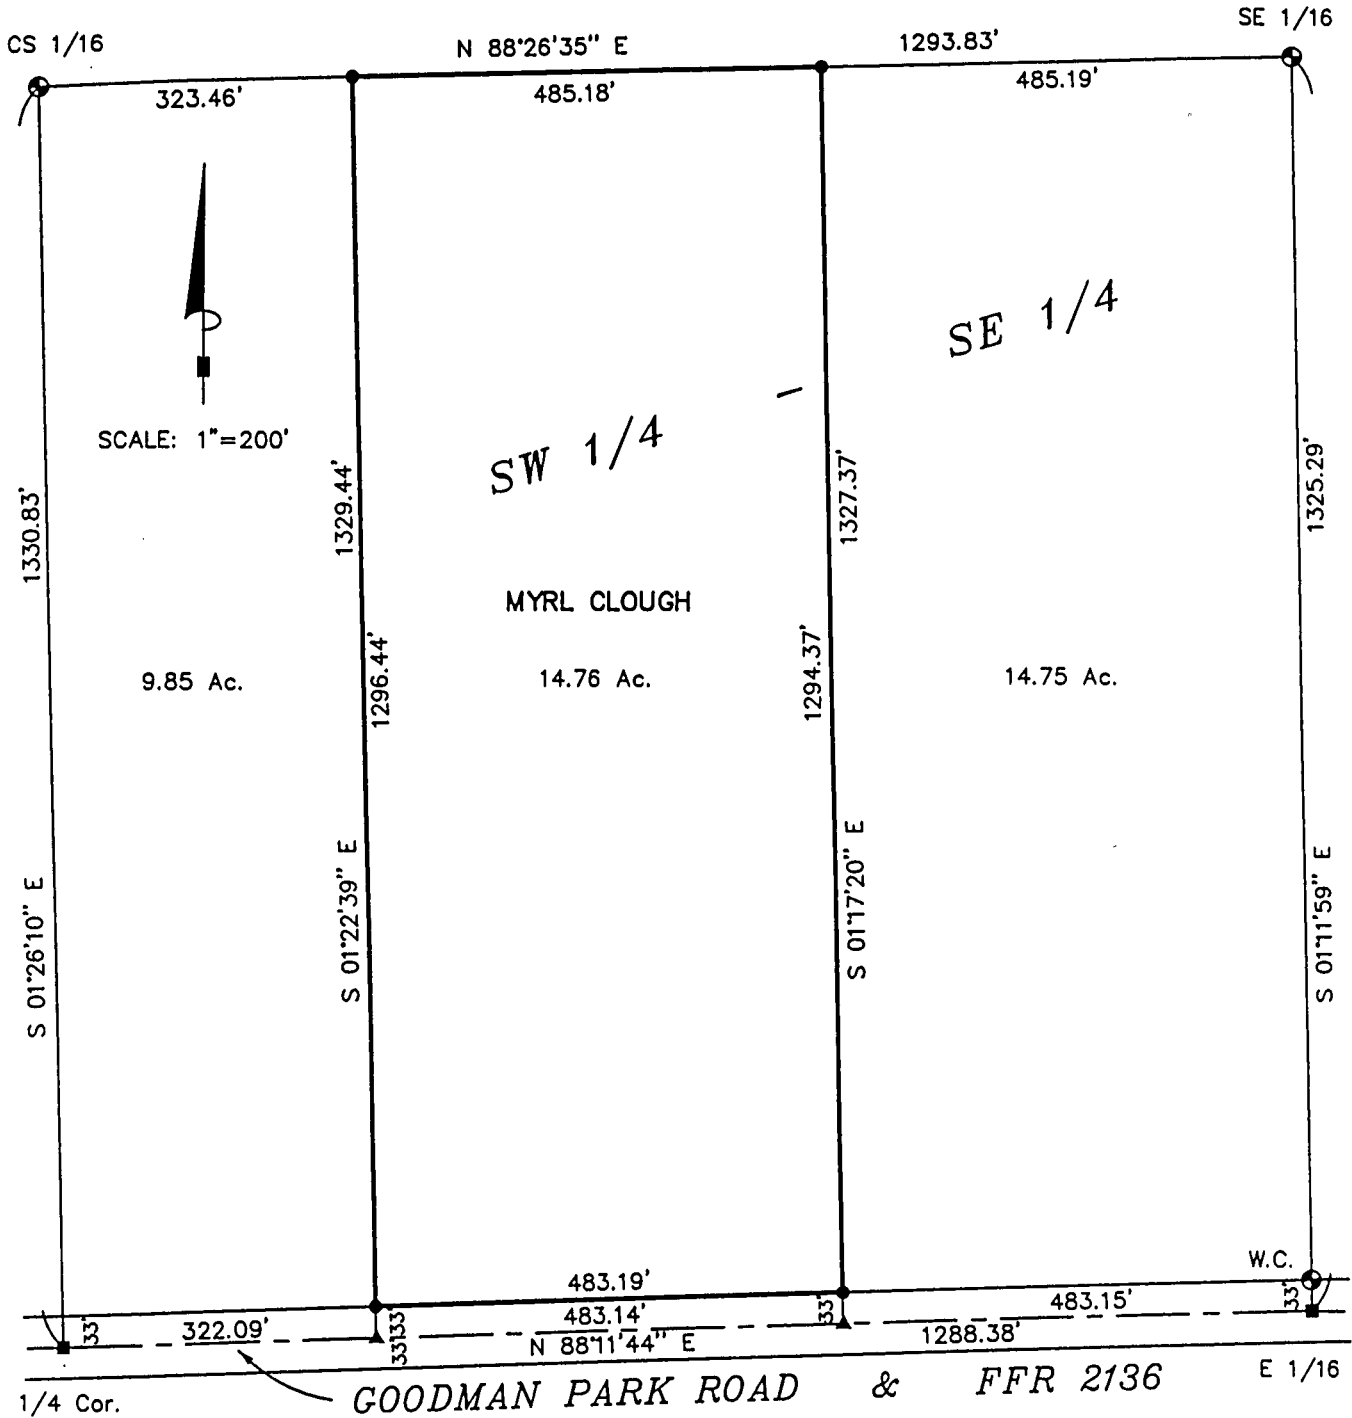 CS 1/16
N 88°26'35" E
1293.83'
SE 1/16
323.46'
485.18'
485.19'
SCALE: 1"=200'
SW 1/4
–
SE 1/4
1330.83'
1329.44'
1327.37'
1325.29'
MYRL CLOUGH
1296.44'
1294.37'
9.85 Ac.
14.76 Ac.
14.75 Ac.
S 01°26'10" E
S 01°22'39" E
S 01°17'20" E
S 01°11'59" E
W.C.
483.19'
33'
322.09'
33'
33'
483.14'
33'
483.15'
33'
N 88°11'44" E
1288.38'
1/4 Cor.
GOODMAN PARK ROAD & FFR 2136
E 1/16